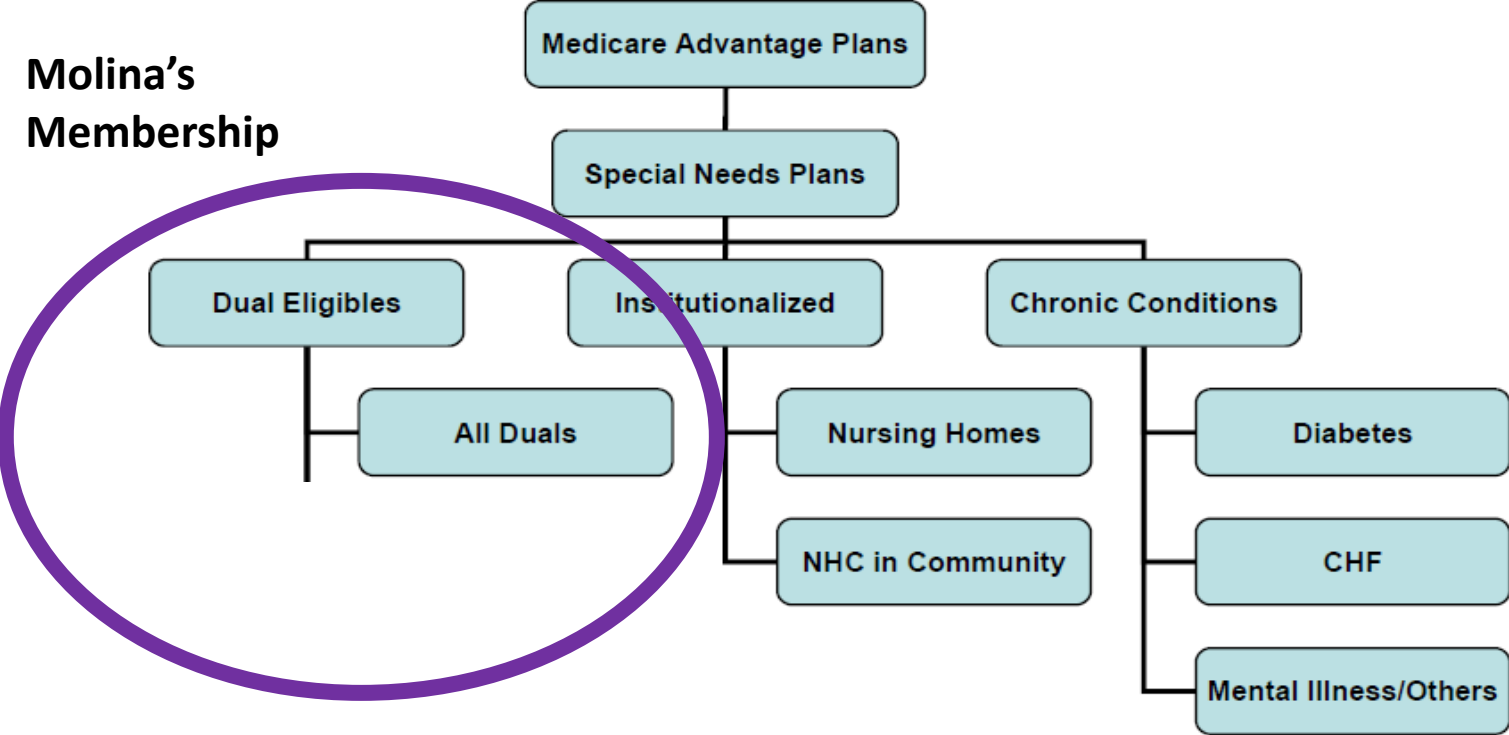 Medicare Advantage Plans
Molina’s
Membership
Special Needs Plans
Dual Eligibles
Institutionalized
Chronic Conditions
All Duals
Nursing Homes
Diabetes
NHC in Community
CHF
Mental Illness/Others